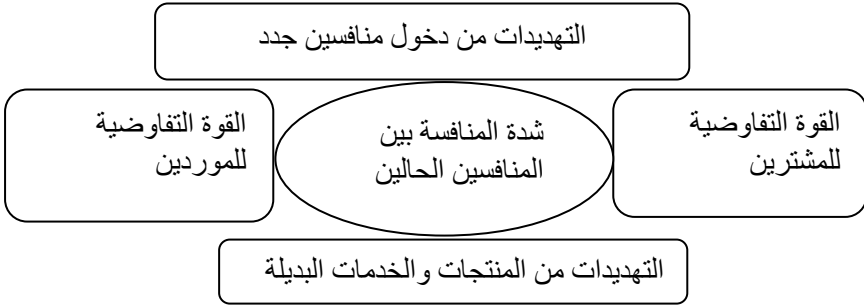 التهديدات من دخول منافسين جدد
القوة التفاوضية
للمشترين
شدة المنافسة بين
المنافسين الحالين
القوة التفاوضية
للموردين
التهديدات من المنتجات والخدمات البديلة